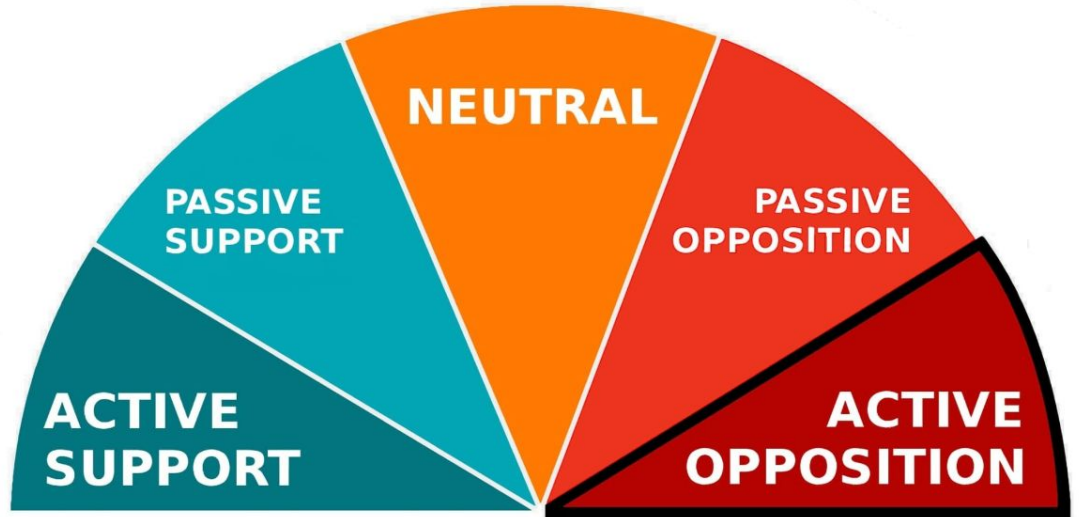 NEUTRAL
PASSIVE
SUPPORT
PASSIVE
OPPOSITION
ACTIVE
SUPPORT
ACTIVE
OPPOSITION